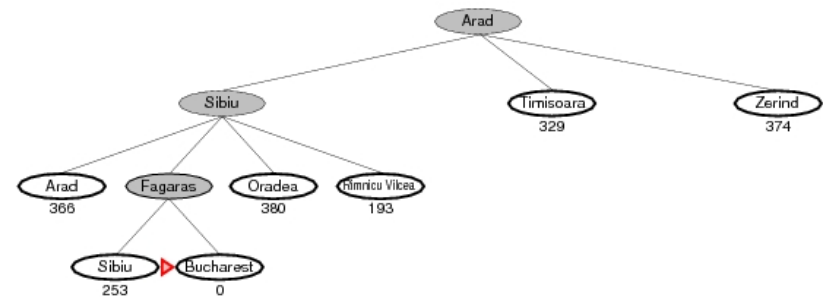 Arad
Sibiu
Timisoara
Zerind
329
374
Arad
Fagaras
Oradea
Rimnicu Vilcea
366
380
193
Sibiu
Bucharest
253
0